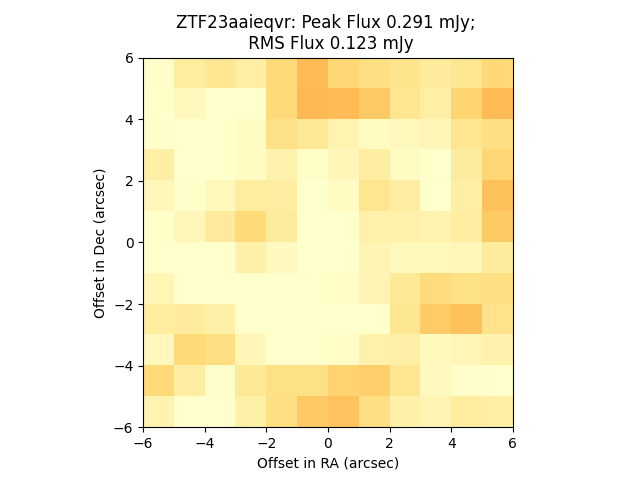 ZTF23aaieqvr: Peak Flux 0.291 mJy;
RMS Flux 0.123 mJy
6
4
2
0
−2
−4
−6
Offset in Dec (arcsec)
−6 −4 −2 0 2 4 6
Offset in RA (arcsec)